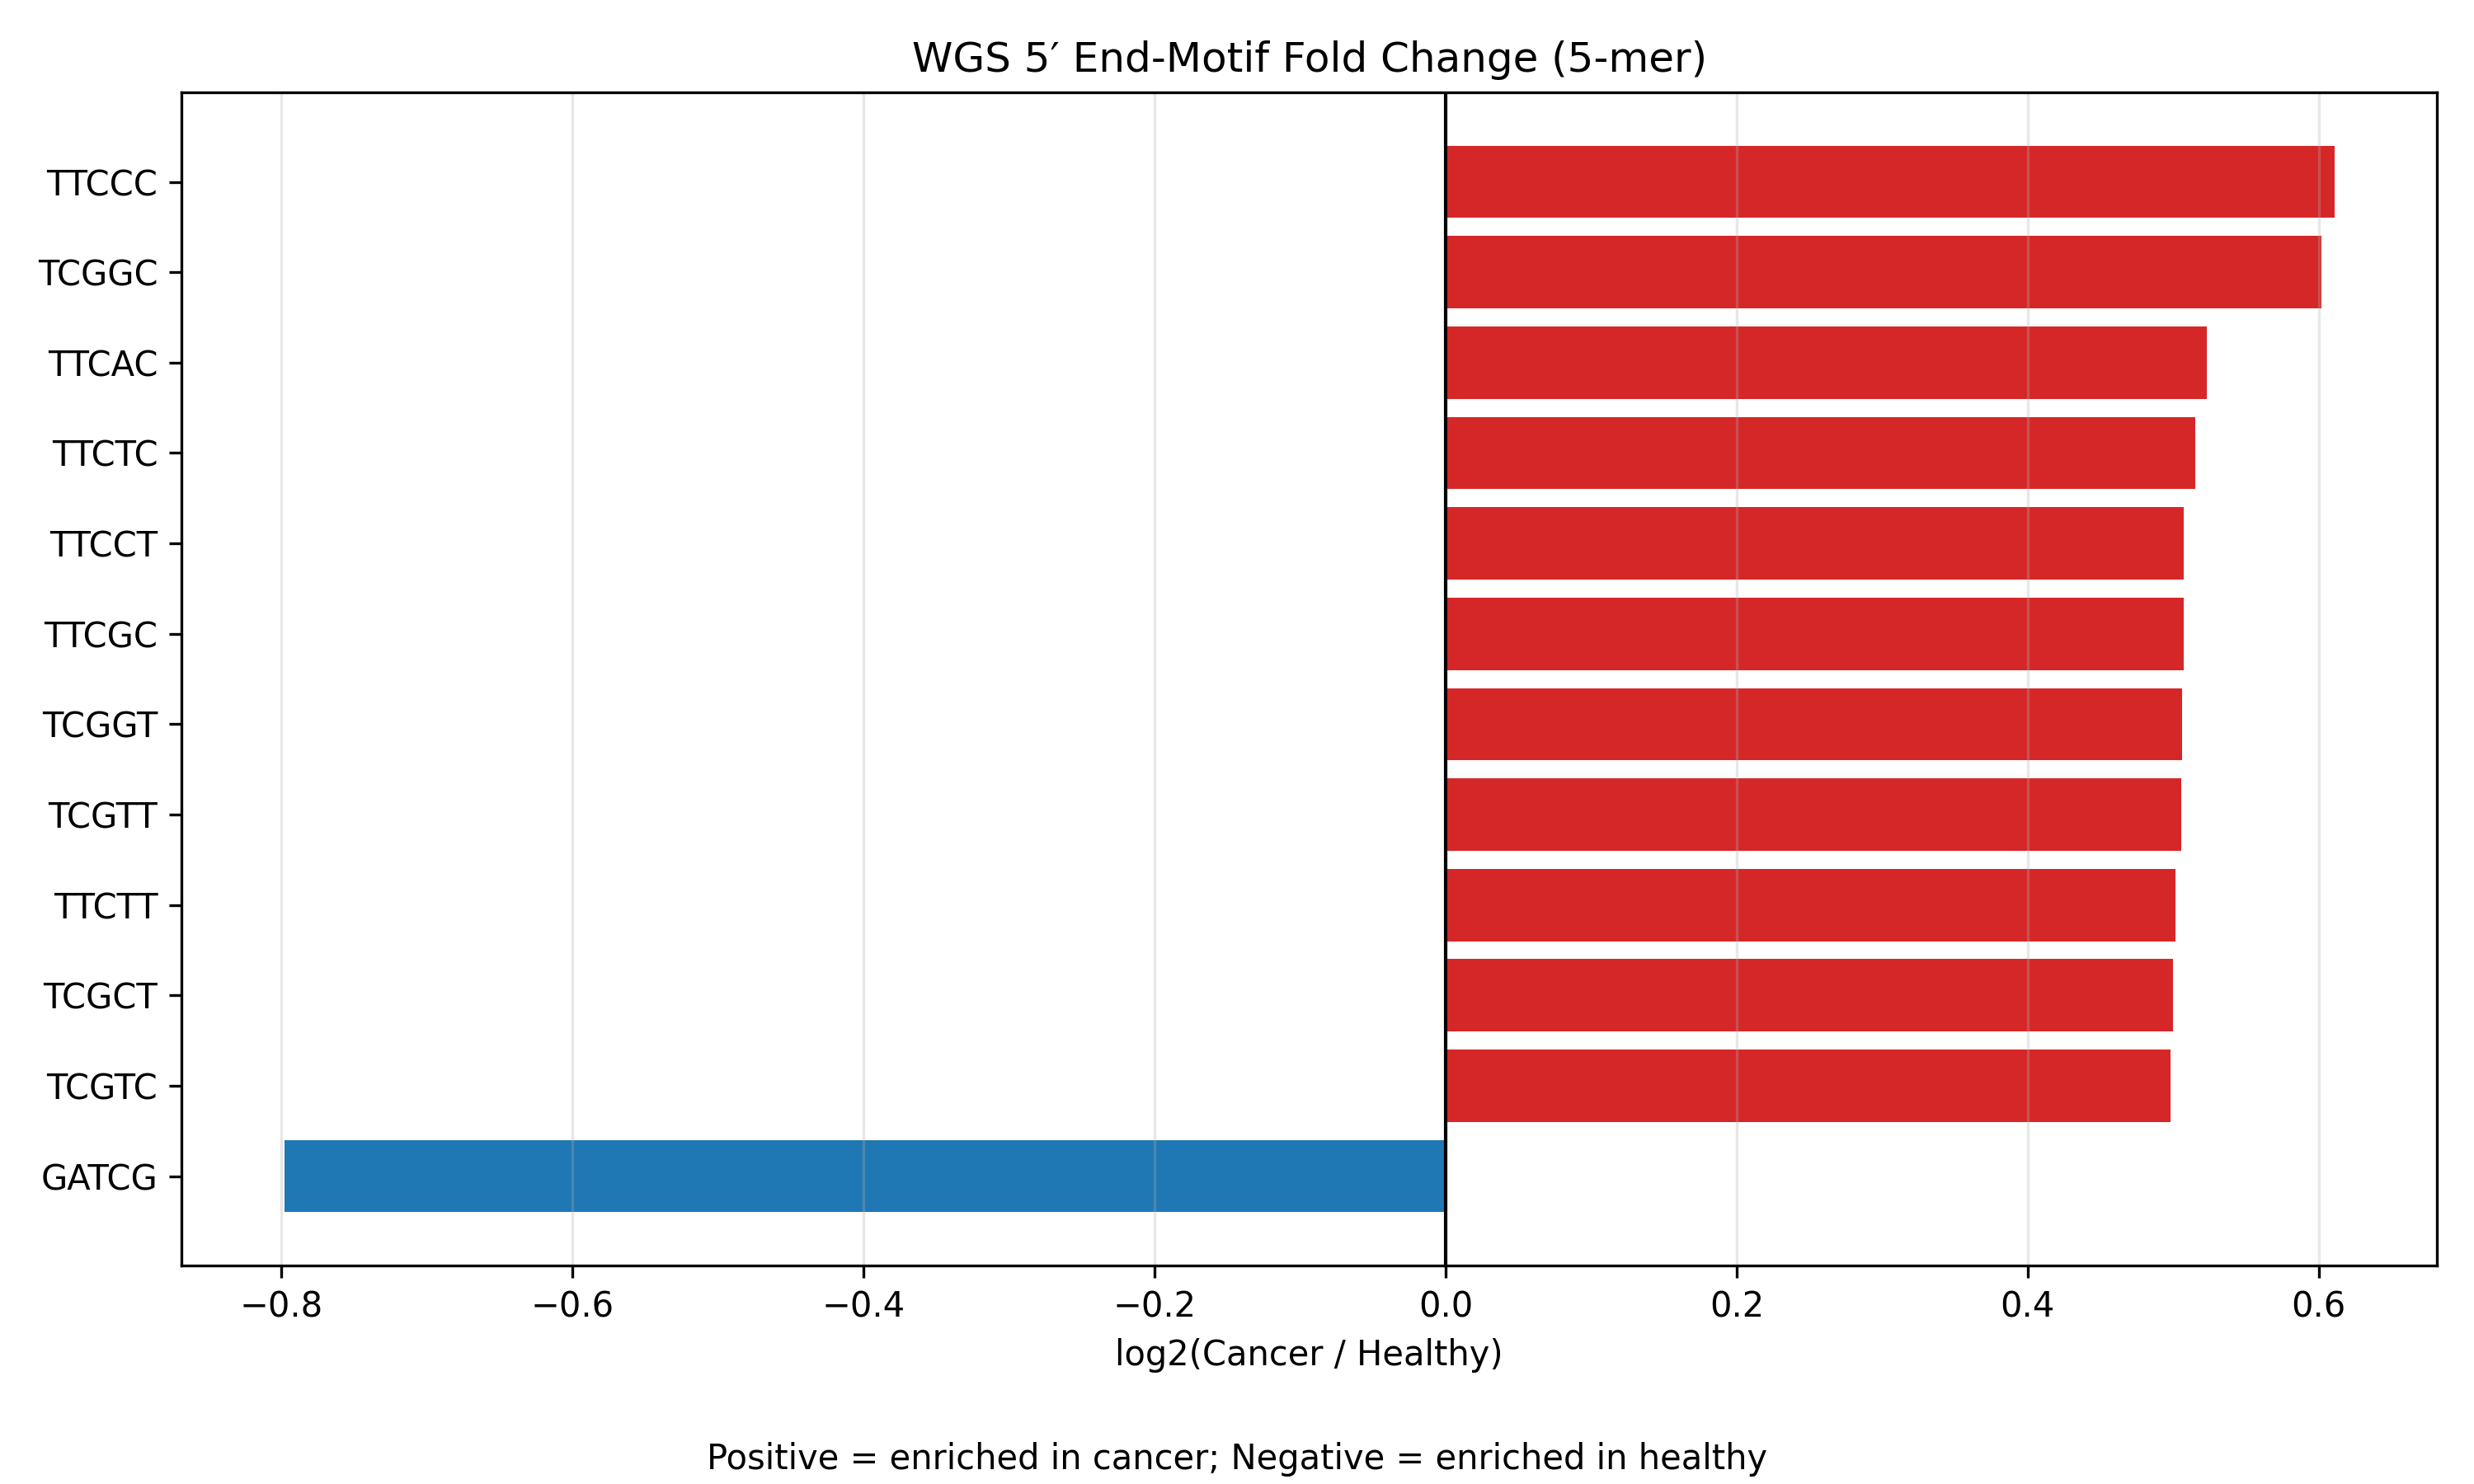 WGS 5′ End-Motif Fold Change (5-mer)
TTCCC
TCGGC
TTCAC
TTCTC
TTCCT
TTCGC
TCGGT
TCGTT
TTCTT
TCGCT
TCGTC
GATCG
−0.8 −0.6 −0.4 −0.2 0.0 0.2 0.4 0.6
log2(Cancer / Healthy)
Positive = enriched in cancer; Negative = enriched in healthy